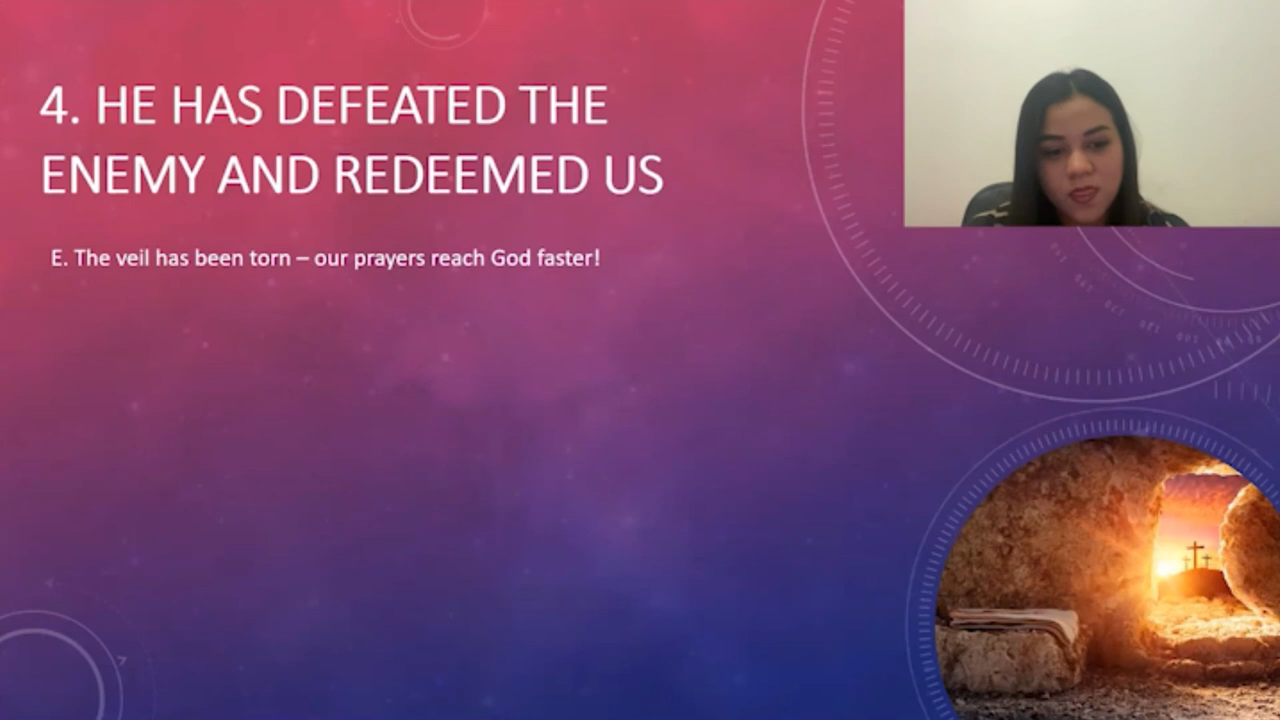 4. HE HAS DEFEATED THE
ENEMY AND REDEEMED US
E. The veil has been torn – our prayers reach God faster!